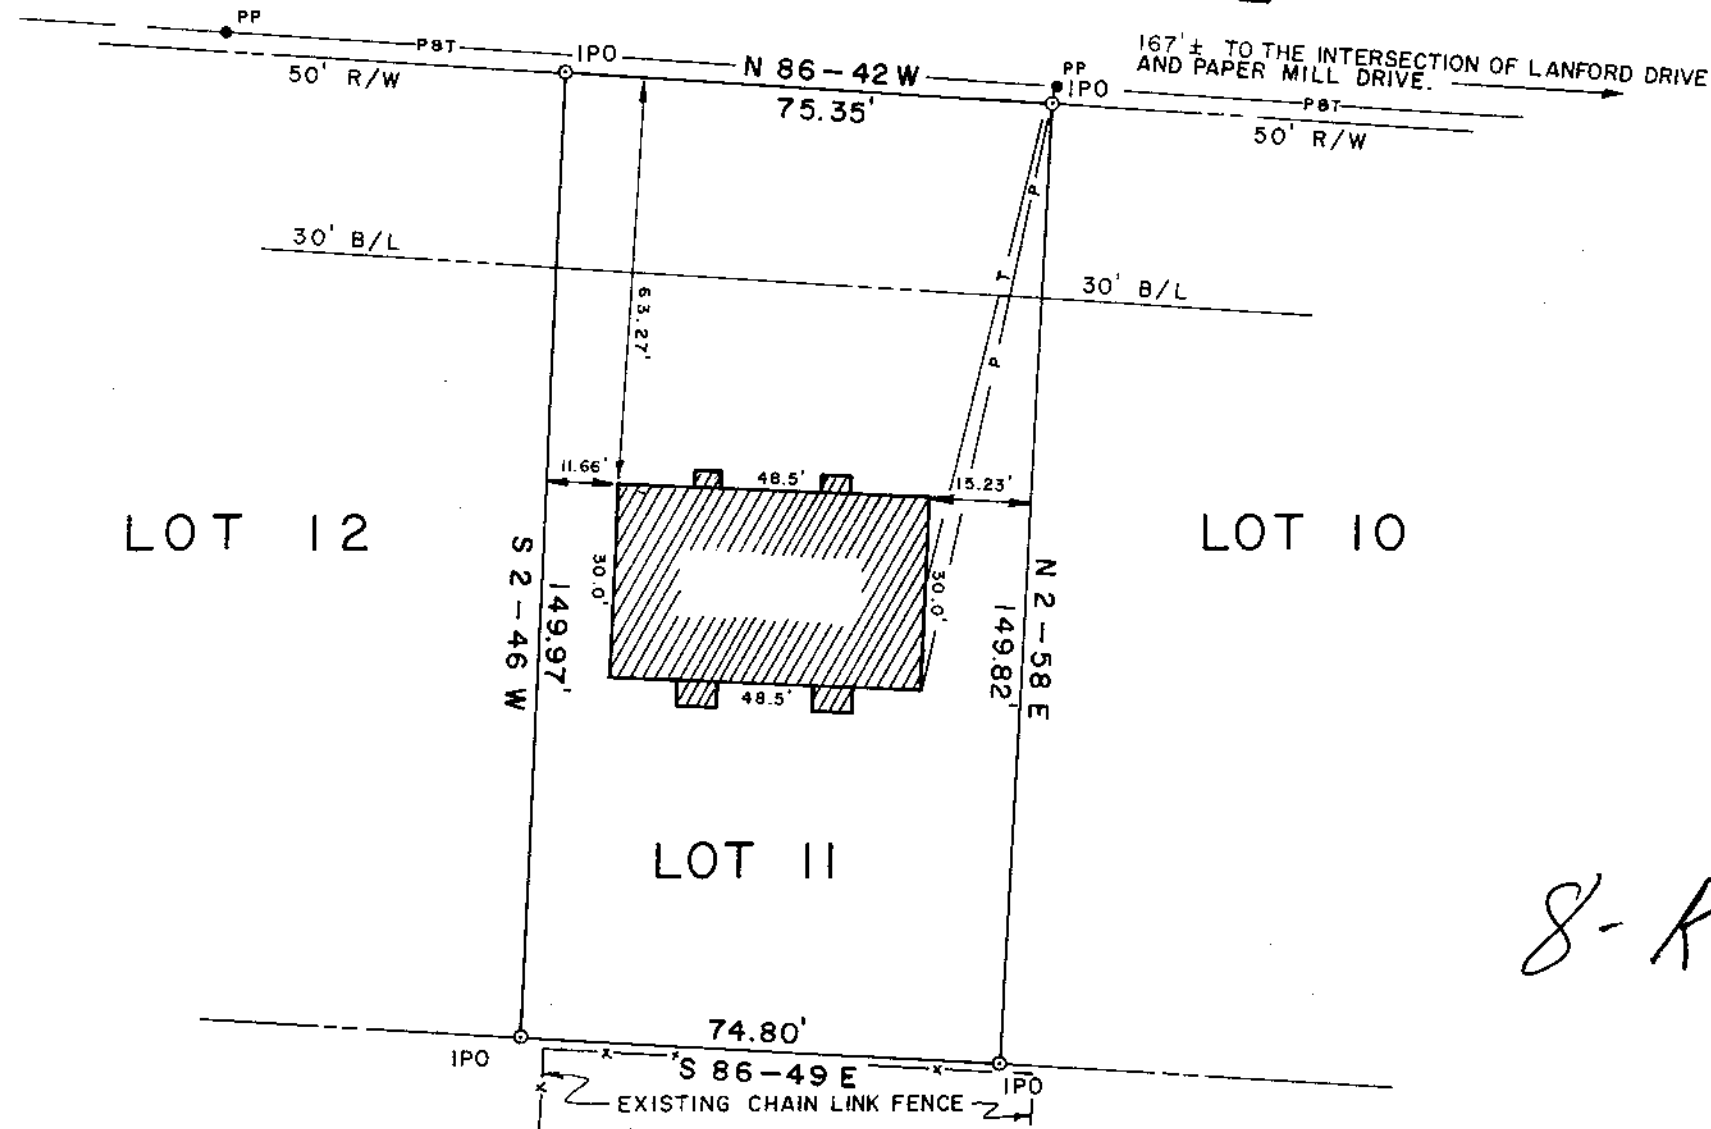 PP
P&T
IPO
N 86-42 W
PP
IPO
167'± TO THE INTERSECTION OF LANFORD DRIVE
AND PAPER MILL DRIVE.
P&T
50' R/W
75.35'
50' R/W
P
30' B/L
T
30' B/L
63.27'
P
11.66'
48.5'
15.23'
LOT 12
LOT 10
S 2-46 W
149.97'
30.0'
30.0'
149.82'
N 2-58 E
48.5'
LOT 11
8- K
74.80'
IPO
S 86-49 E
IPO
EXISTING CHAIN LINK FENCE